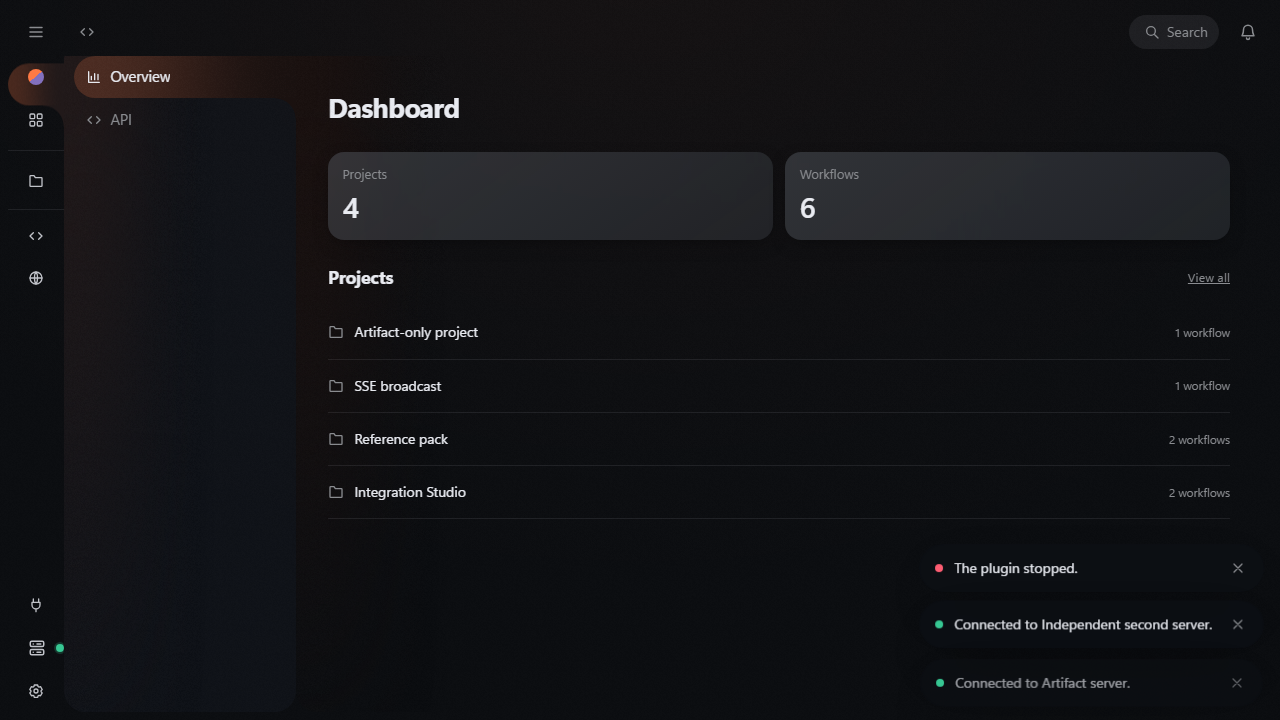 Search
Overview
API
Dashboard
Projects
4
Workflows
6
Projects
View all
Artifact-only project
1 workflow
SSE broadcast
1 workflow
Reference pack
2 workflows
Integration Studio
2 workflows
The plugin stopped.
Connected to Independent second server.
Connected to Artifact server.